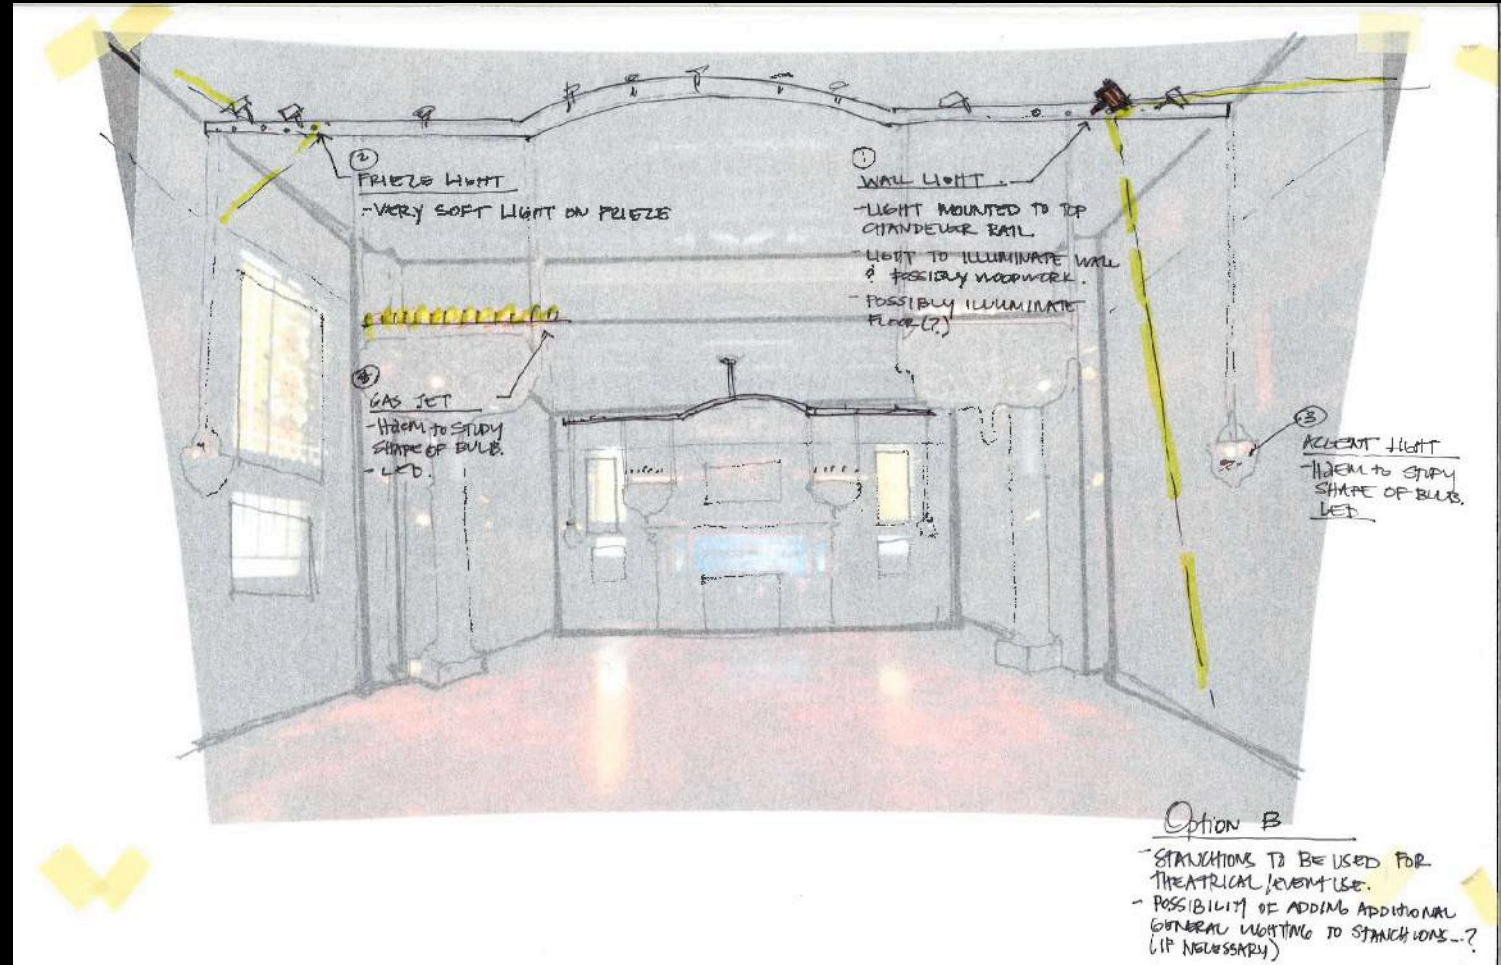 ②
FRIEZE LIGHT
-VERY SOFT LIGHT ON FRIEZE
①
WALL LIGHT
-LIGHT MOUNTED TO TOP
CHANDELIER RAIL
-LIGHT TO ILLUMINATE WALL
& POSSIBLY WOODWORK.
-POSSIBLY ILLUMINATE
FLOOR(?)
GAS JET
to STUDY
SHAPE OF BULB.
-LED.
③
ACCENT LIGHT
to STUDY
SHAPE OF BULB.
LED
Option B
-STANCHIONS TO BE USED FOR
THEATRICAL/EVENT USE.
-POSSIBILITY OF ADDING ADDITIONAL
GENERAL LIGHTING TO STANCHIONS--?
(IF NECESSARY)